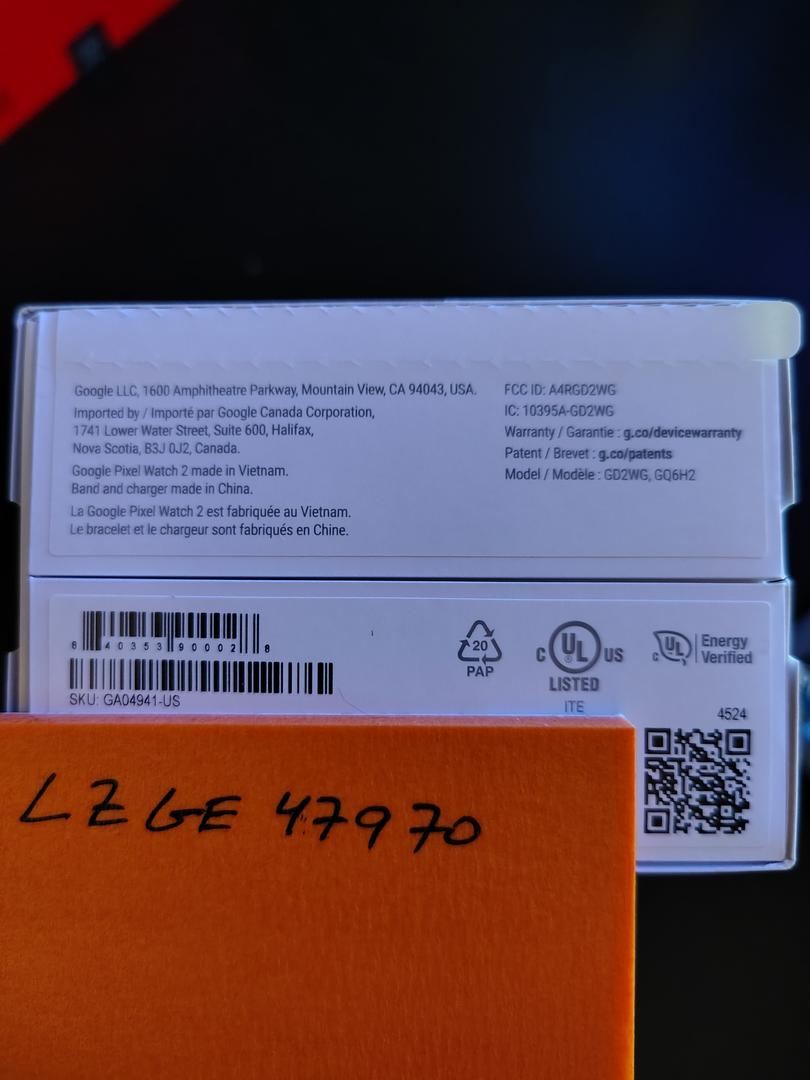 Google LLC, 1600 Amphitheatre Parkway, Mountain View, CA 94043, USA.
Imported by / Importé par Google Canada Corporation,
1741 Lower Water Street, Suite 600, Halifax,
Nova Scotia, B3J 0J2, Canada.
Google Pixel Watch 2 made in Vietnam.
Band and charger made in China.
La Google Pixel Watch 2 est fabriquée au Vietnam.
Le bracelet et le chargeur sont fabriqués en Chine.
FCC ID: A4RGD2WG
IC: 10395A-GD2WG
Warranty / Garantie : g.co/devicewarranty
Patent / Brevet : g.co/patents
Model / Modèle : GD2WG, GQ6H2
8 40353 90002 8
SKU: GA04941-US
20
PAP
C UL US
®
LISTED
ITE
C UL Energy
Verified
4524
LZGE 47970